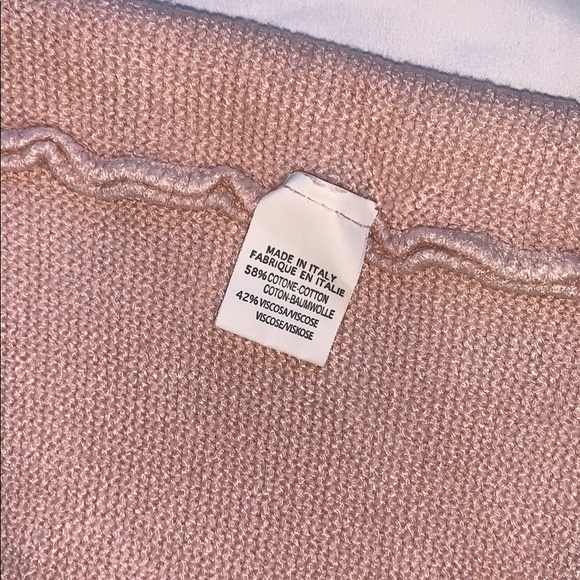 MADE IN ITALY
FABRIQUE EN ITALIE
58% COTONE-COTTON
COTON-BAUMWOLLE
42% VISCOSA/VISCOSE
VISCOSE/VISKOSE